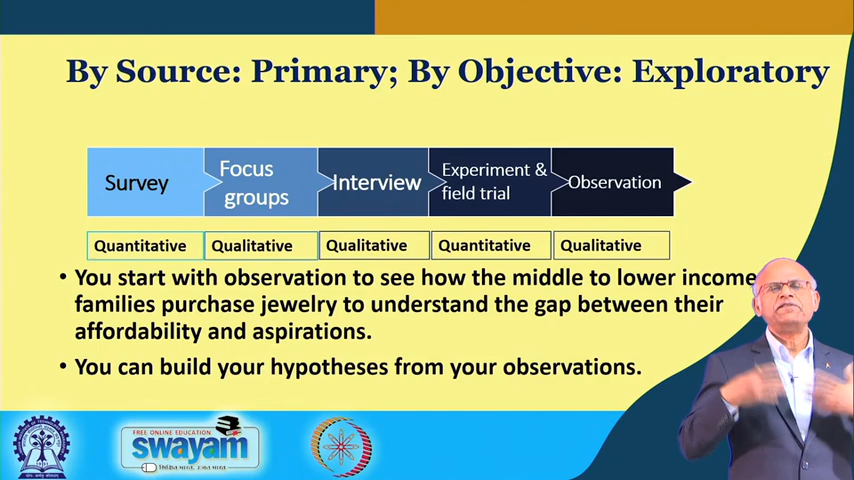 By Source: Primary; By Objective: Exploratory
Survey
Focus
groups
Interview
Experiment &
field trial
Observation
Quantitative
Qualitative
Qualitative
Quantitative
Qualitative
• You start with observation to see how the middle to lower income
families purchase jewelry to understand the gap between their
affordability and aspirations.
• You can build your hypotheses from your observations.
FREE ONLINE EDUCATION
swayam